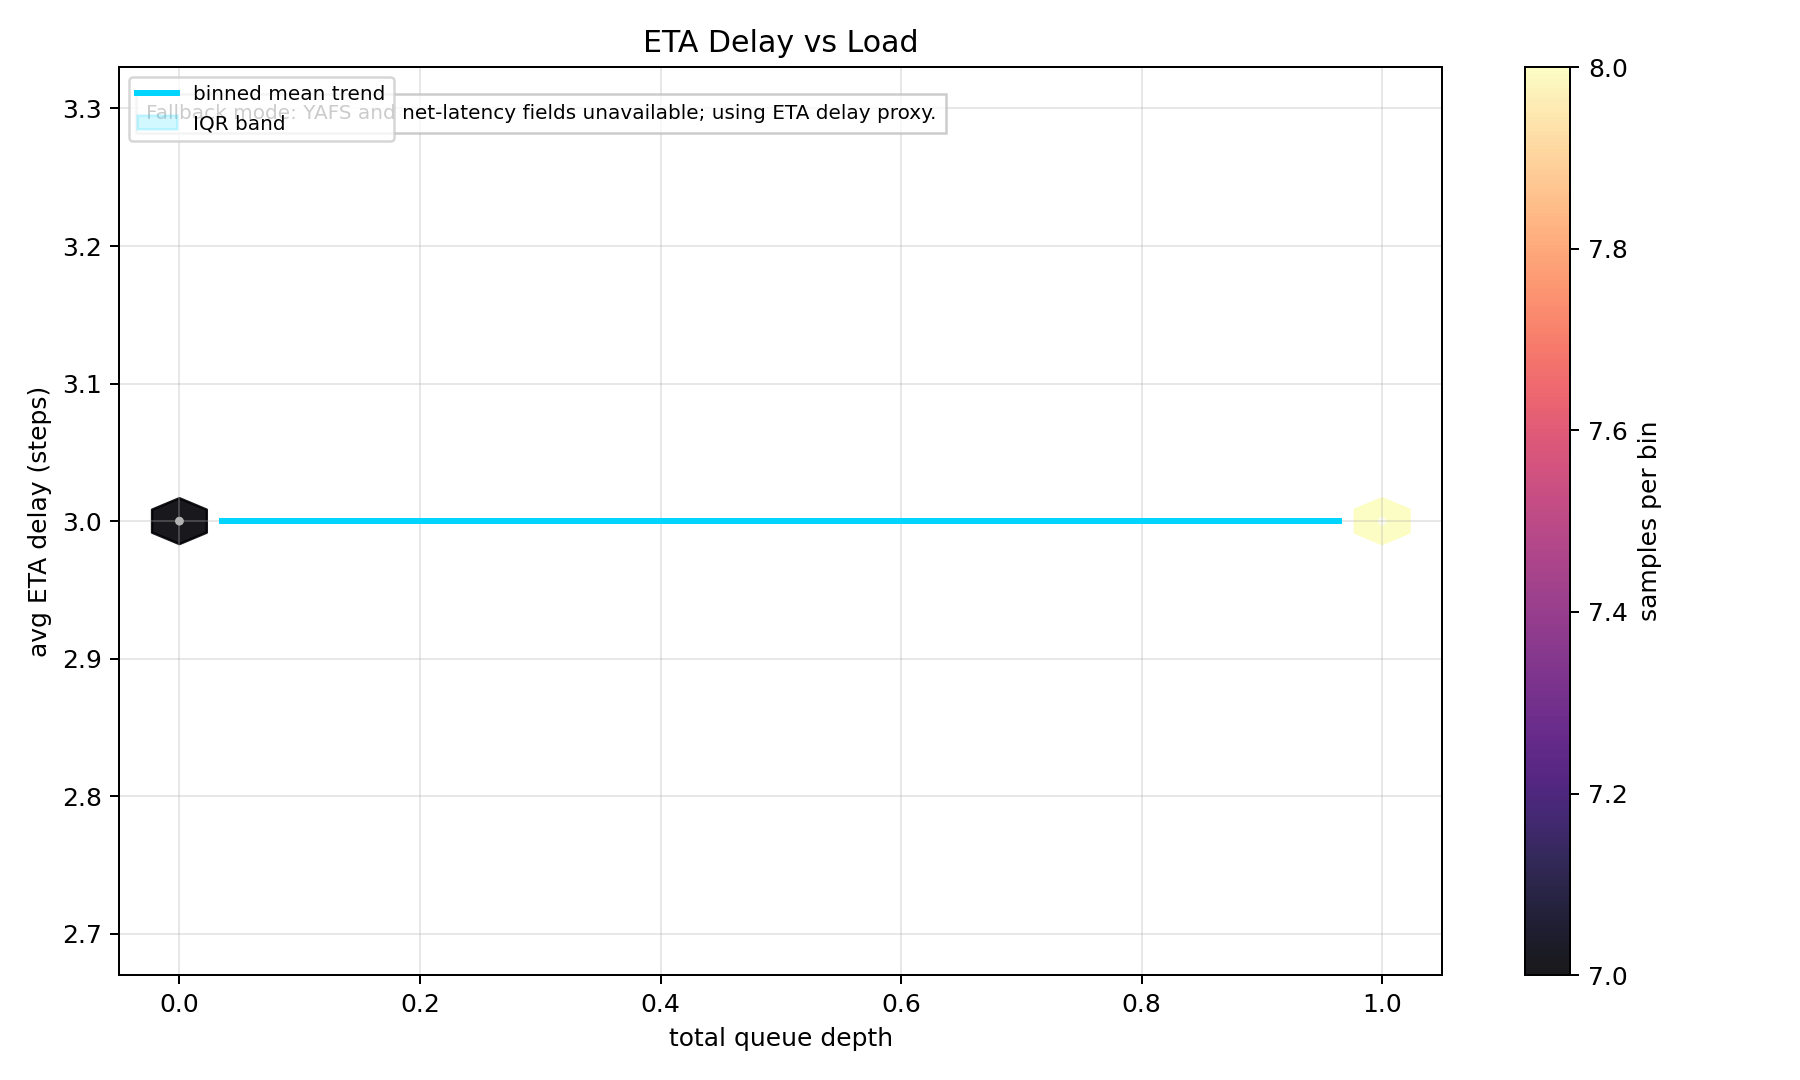 ETA Delay vs Load
binned mean trend
Fallback mode: YAFS and net-latency fields unavailable; using ETA delay proxy.
IQR band
3.3
3.2
3.1
3.0
2.9
2.8
2.7
avg ETA delay (steps)
0.0 0.2 0.4 0.6 0.8 1.0
total queue depth
8.0
7.8
7.6
7.4
7.2
7.0
samples per bin